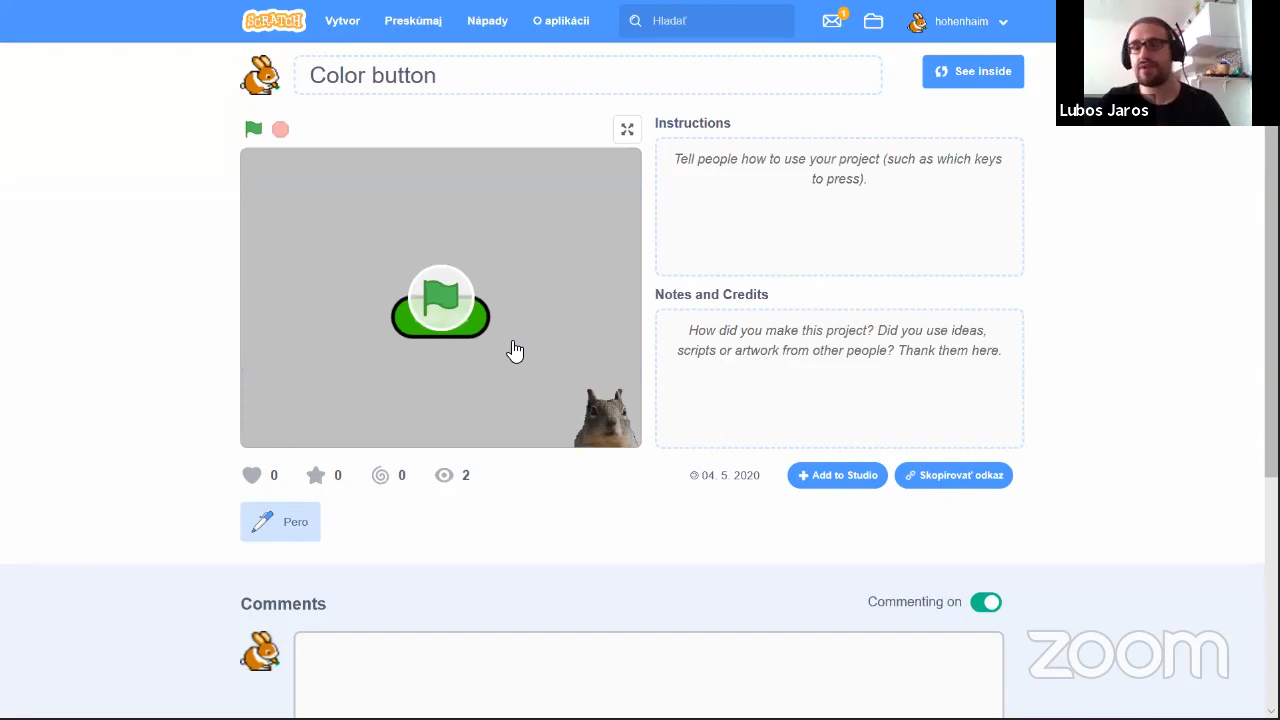 SCRATCH
Vytvor
Preskúmaj
Nápady
O aplikácii
Hladať
1
hohenhaim
Color button
See inside
Lubos Jaros
Instructions
Tell people how to use your project (such as which keys
to press).
Notes and Credits
How did you make this project? Did you use ideas,
scripts or artwork from other people? Thank them here.
0
0
0
2
© 04. 5. 2020
Add to Studio
Skopírovať odkaz
Pero
Comments
Commenting on
zoom